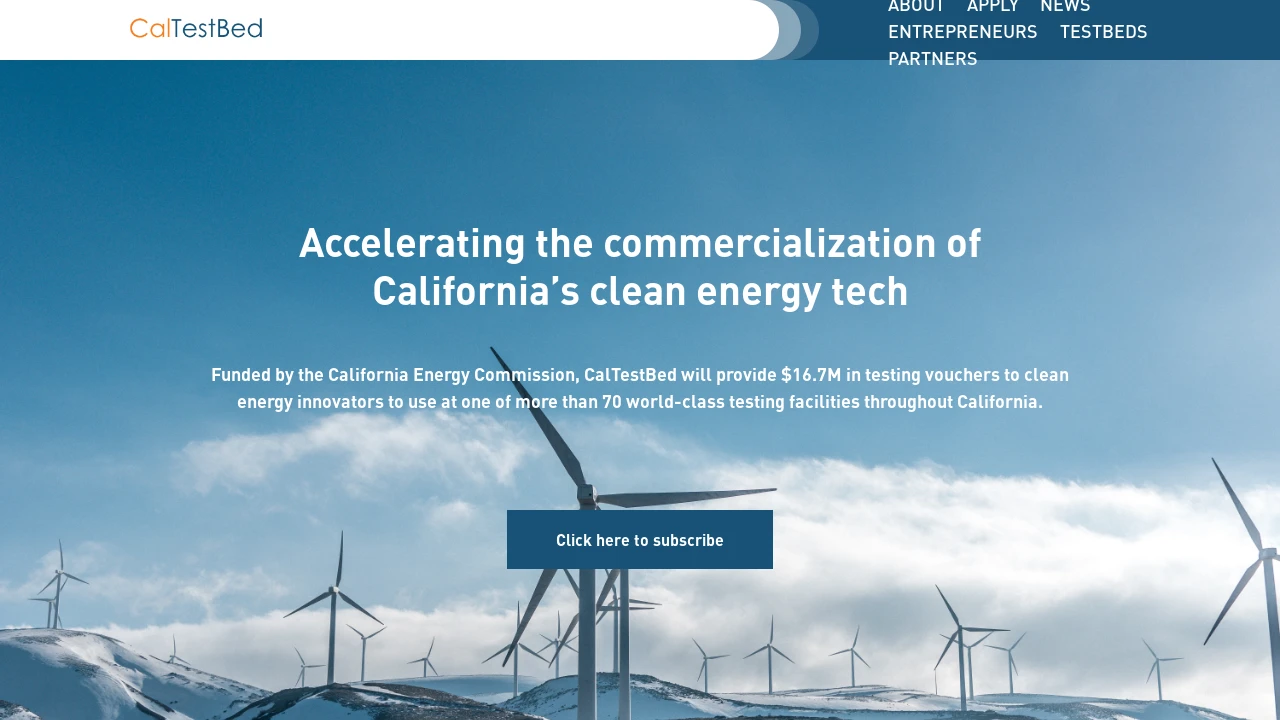 CalTestBed
ABOUT APPLY NEWS
ENTREPRENEURS TESTBEDS
PARTNERS
Accelerating the commercialization of
California’s clean energy tech
Funded by the California Energy Commission, CalTestBed will provide $16.7M in testing vouchers to clean
energy innovators to use at one of more than 70 world-class testing facilities throughout California.
Click here to subscribe